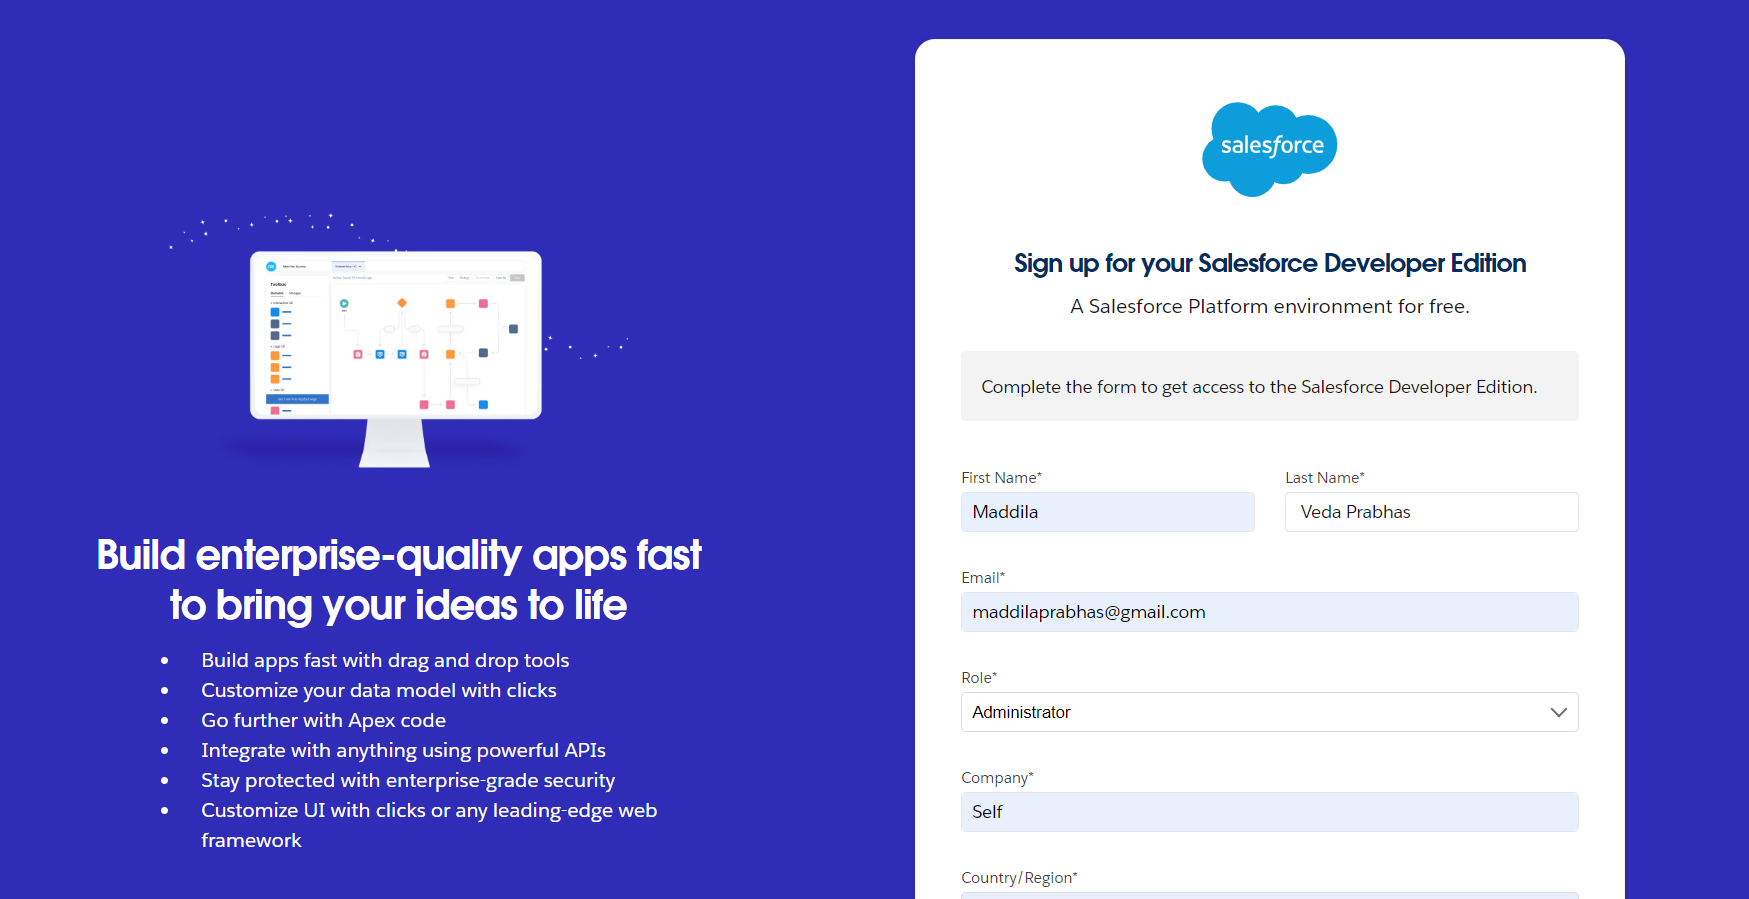 Build enterprise-quality apps fast
to bring your ideas to life
Build apps fast with drag and drop tools
Customize your data model with clicks
Go further with Apex code
Integrate with anything using powerful APIs
Stay protected with enterprise-grade security
Customize UI with clicks or any leading-edge web
framework
salesforce
Sign up for your Salesforce Developer Edition
A Salesforce Platform environment for free.
Complete the form to get access to the Salesforce Developer Edition.
First Name* Last Name*
Maddila Veda Prabhas
Email*
maddilaprabhas@gmail.com
Role*
Administrator
Company*
Self
Country/Region*